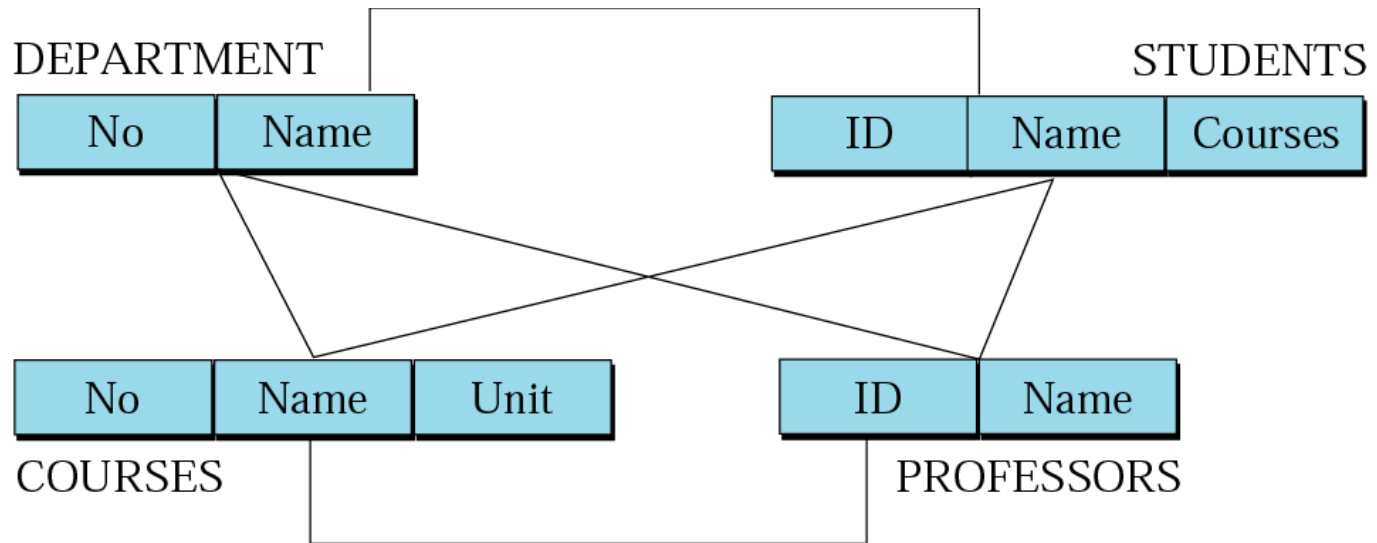 DEPARTMENT
STUDENTS
No Name
ID Name Courses
No Name Unit
ID Name
COURSES
PROFESSORS